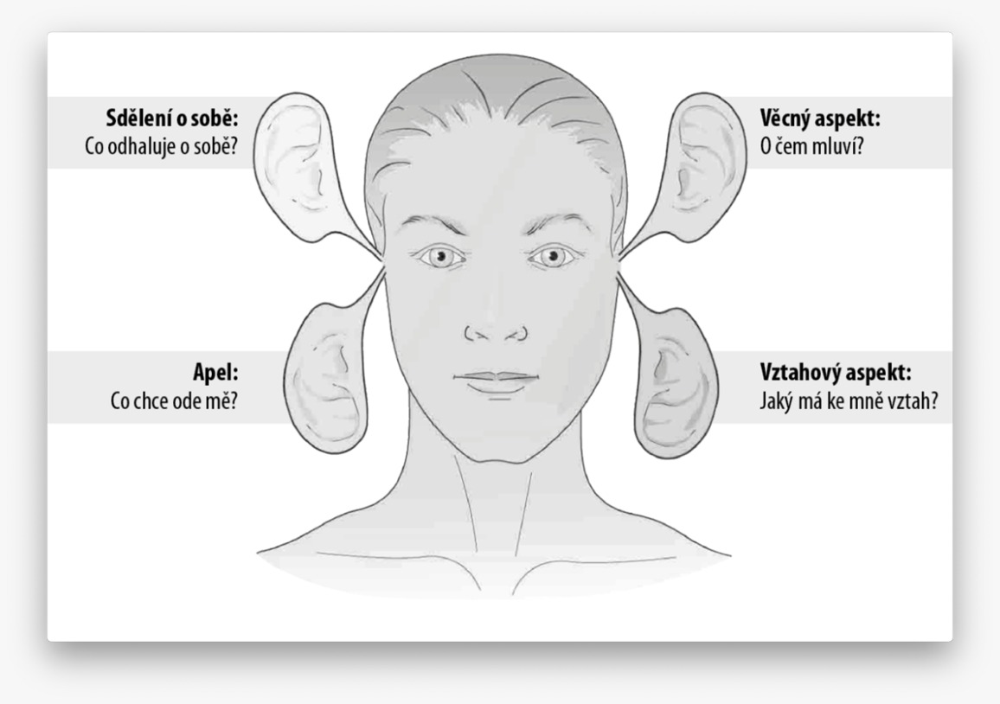 Sdělení o sobě:
Co odhaluje o sobě?
Věcný aspekt:
O čem mluví?
Apel:
Co chce ode mě?
Vztahový aspekt:
Jaký má ke mně vztah?